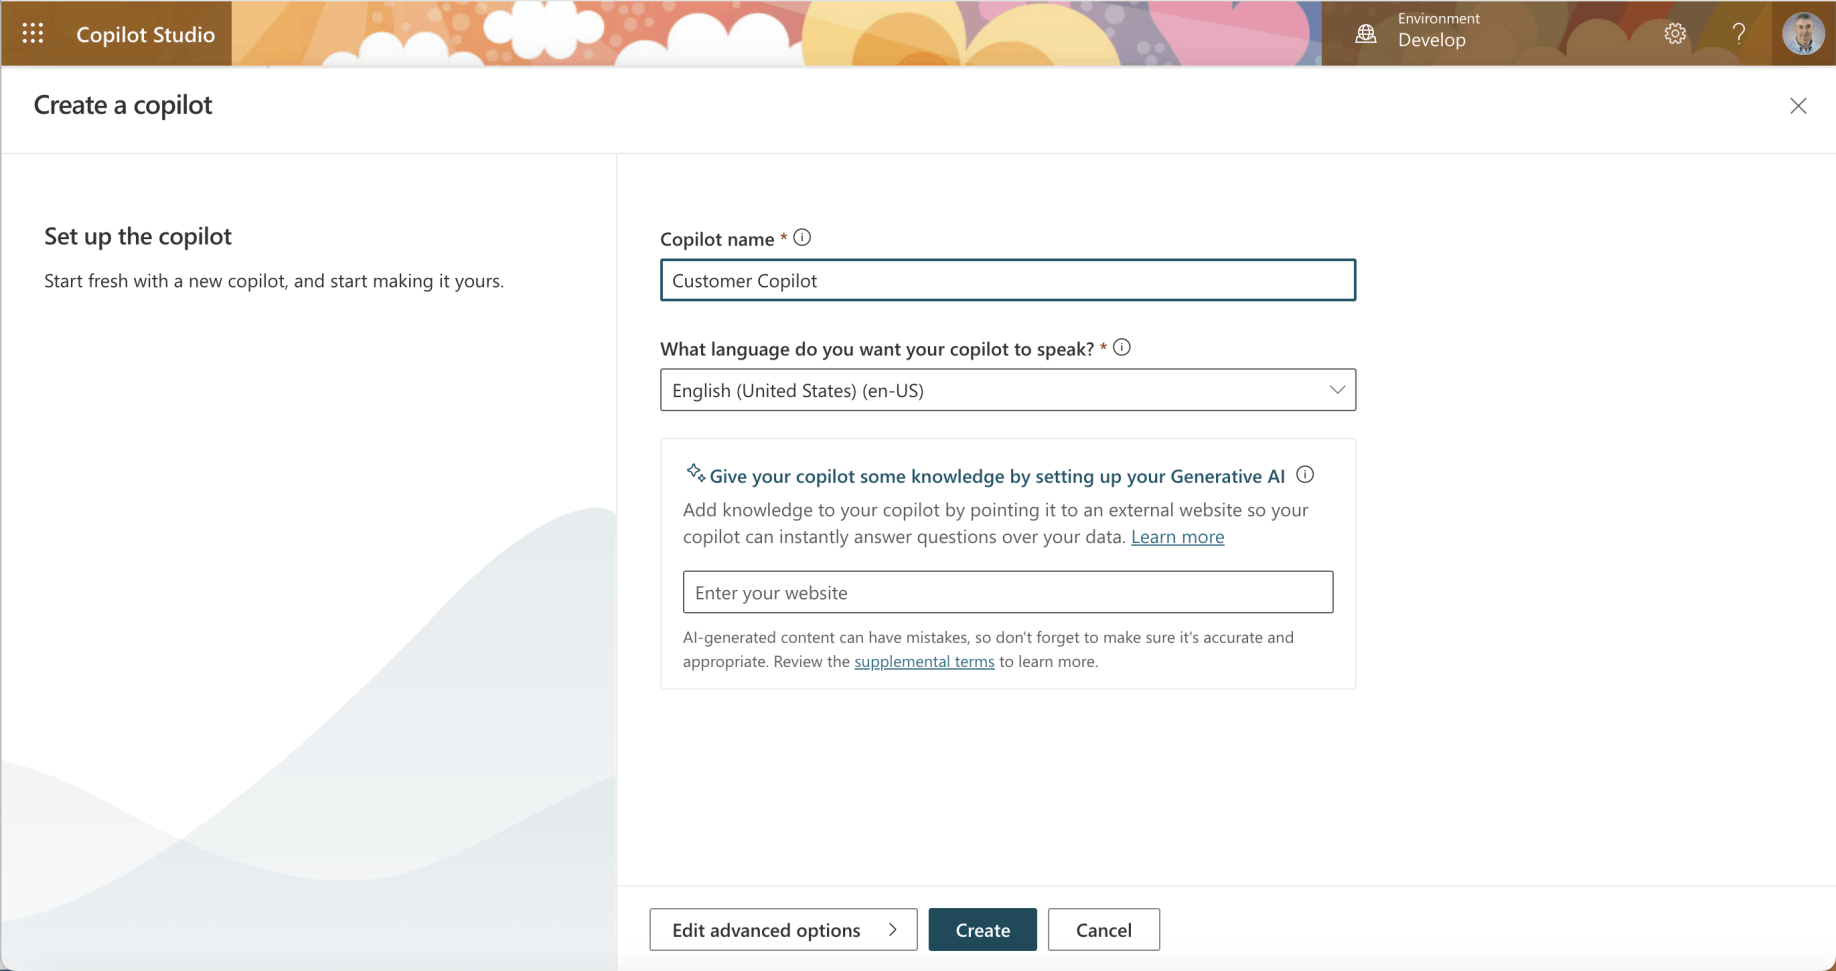 Copilot Studio
Environment
Develop
?
Create a copilot
Set up the copilot
Start fresh with a new copilot, and start making it yours.
Copilot name *
Customer Copilot
What language do you want your copilot to speak? *
English (United States) (en-US)
Give your copilot some knowledge by setting up your Generative AI
Add knowledge to your copilot by pointing it to an external website so your
copilot can instantly answer questions over your data. Learn more
Enter your website
AI-generated content can have mistakes, so don't forget to make sure it's accurate and
appropriate. Review the supplemental terms to learn more.
Edit advanced options
Create
Cancel